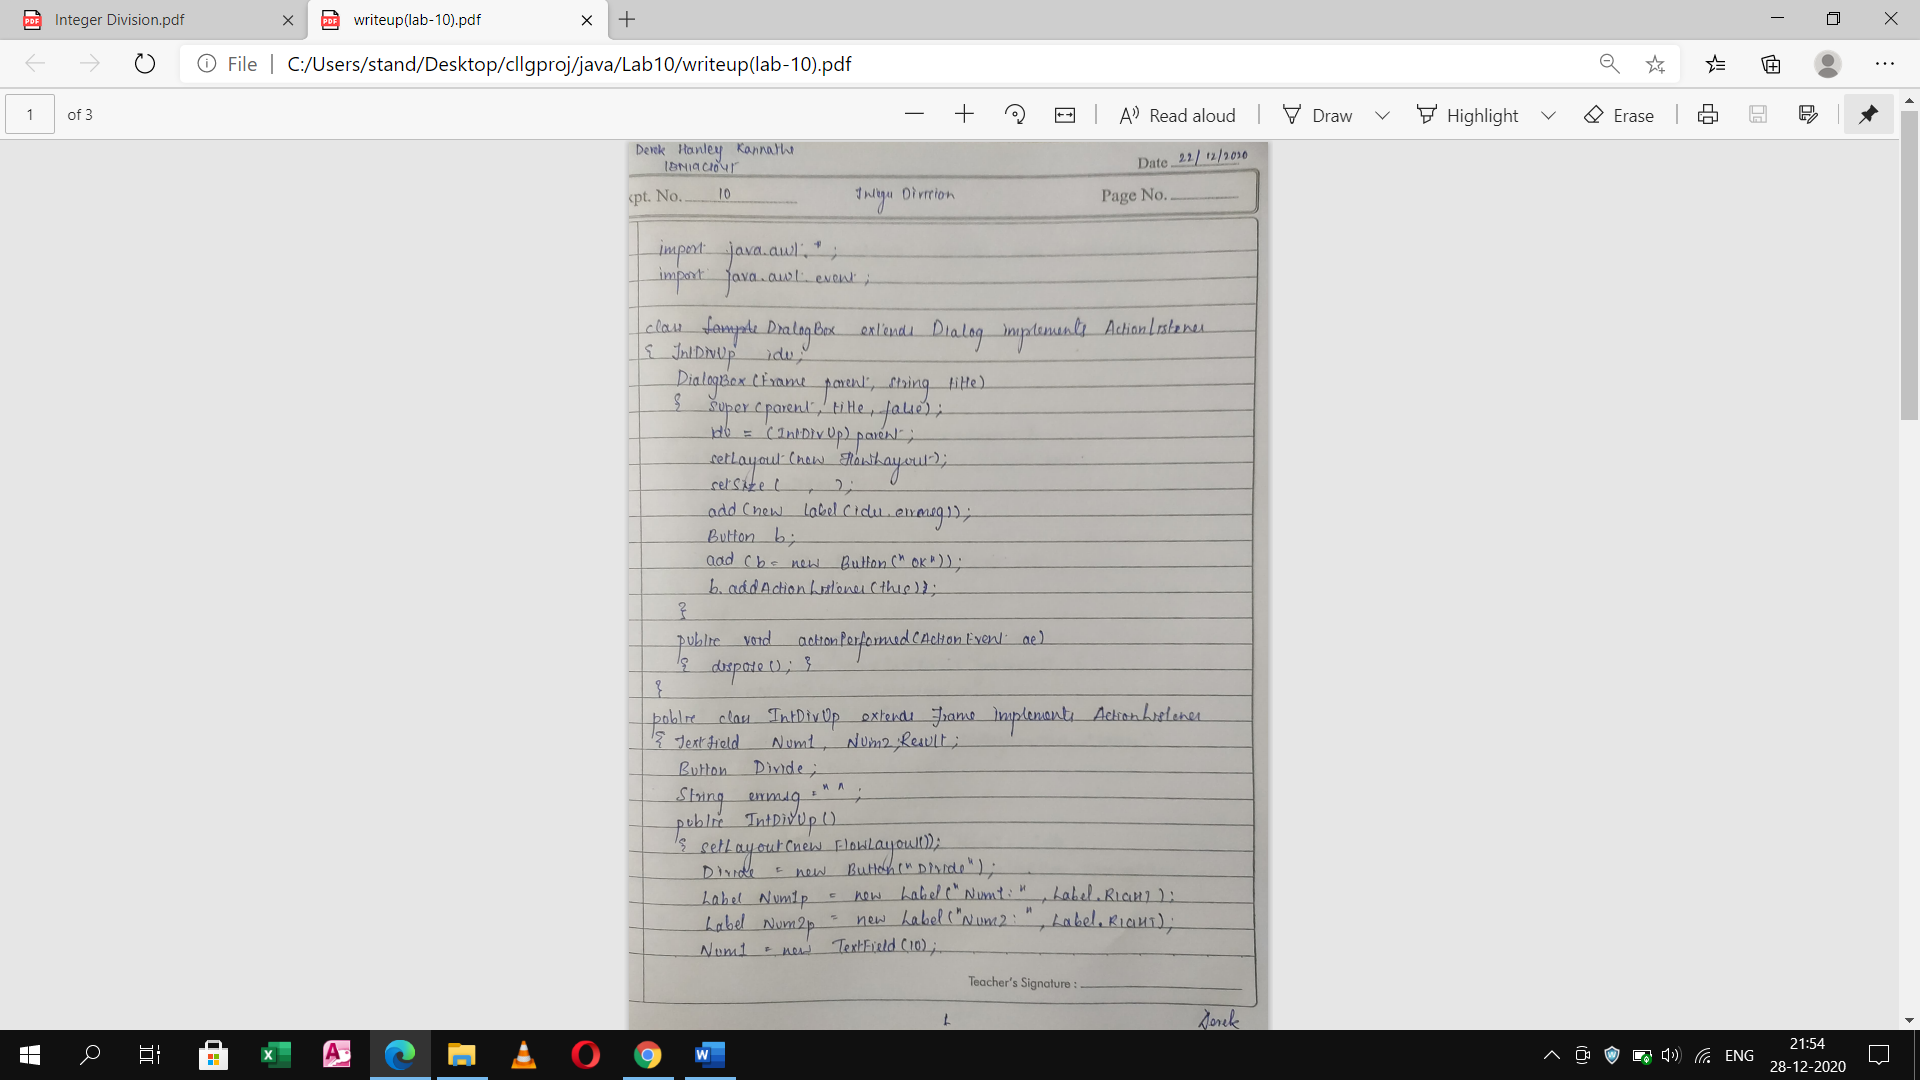 Integer Division.pdf
writeup(lab-10).pdf
File
C:/Users/stand/Desktop/cllgproj/java/Lab10/writeup(lab-10).pdf
1 of 3
Read aloud
Draw
Highlight
Erase
Derek Hanley
Date 22/12/2020
xpt. No. 10
Integer Division
Page No.
import java.awt.*;
import java.awt.event;
class DialogBox extends Dialog implements ActionListener
{ IntDivUp idu;
DialogBox (Frame parent, String title)
{ super (parent, title, false);
idu = (IntDivUp) parent;
setLayout (new FlowLayout);
setSize ( , );
add (new Label (idu.errmsg));
Button b;
add (b = new Button ("OK"));
b.addActionListener (this));
}
public void actionPerformed (ActionEvent ae)
{ dispose(); }
}
public class IntDivUp extends Frame implements ActionListener
{ TextField Num1, Num2, Result;
Button Divide;
String errmsg = " ";
public IntDivUp ()
{ setLayout (new FlowLayout());
Divide = new Button ("Divide");
Label Num1p = new Label ("Num1:", Label.RIGHT);
Label Num2p = new Label ("Num2:", Label.RIGHT);
Num1 = new TextField (10);
Teacher's Signature :
1
Derek
ENG
21:54
28-12-2020